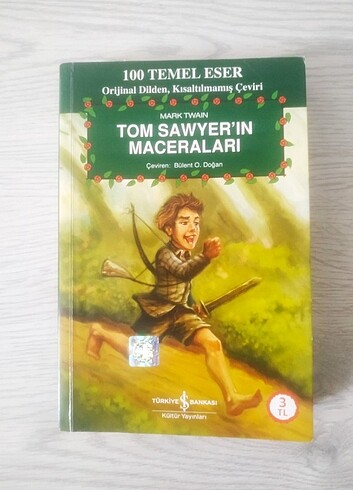 100 TEMEL ESER
Orijinal Dilden, Kısaltılmamış Çeviri
MARK TWAIN
TOM SAWYER'IN
MACERALARI
Çeviren: Bülent O. Doğan
3
TL
TÜRKİYE İŞ BANKASI
Kültür Yayınları